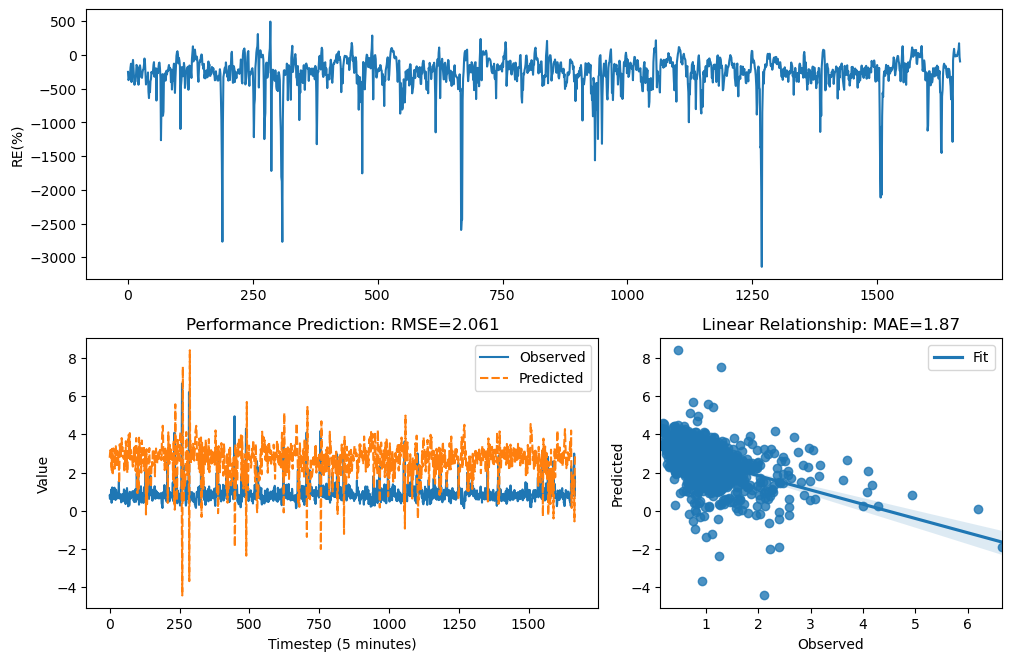 500
0
−500
−1000
−1500
−2000
−2500
−3000
RE(%)
0 250 500 750 1000 1250 1500
Performance Prediction: RMSE=2.061
Observed
Predicted
8
6
4
2
0
−2
−4
Value
0 250 500 750 1000 1250 1500
Timestep (5 minutes)
Linear Relationship: MAE=1.87
Fit
8
6
4
2
0
−2
−4
Predicted
1 2 3 4 5 6
Observed